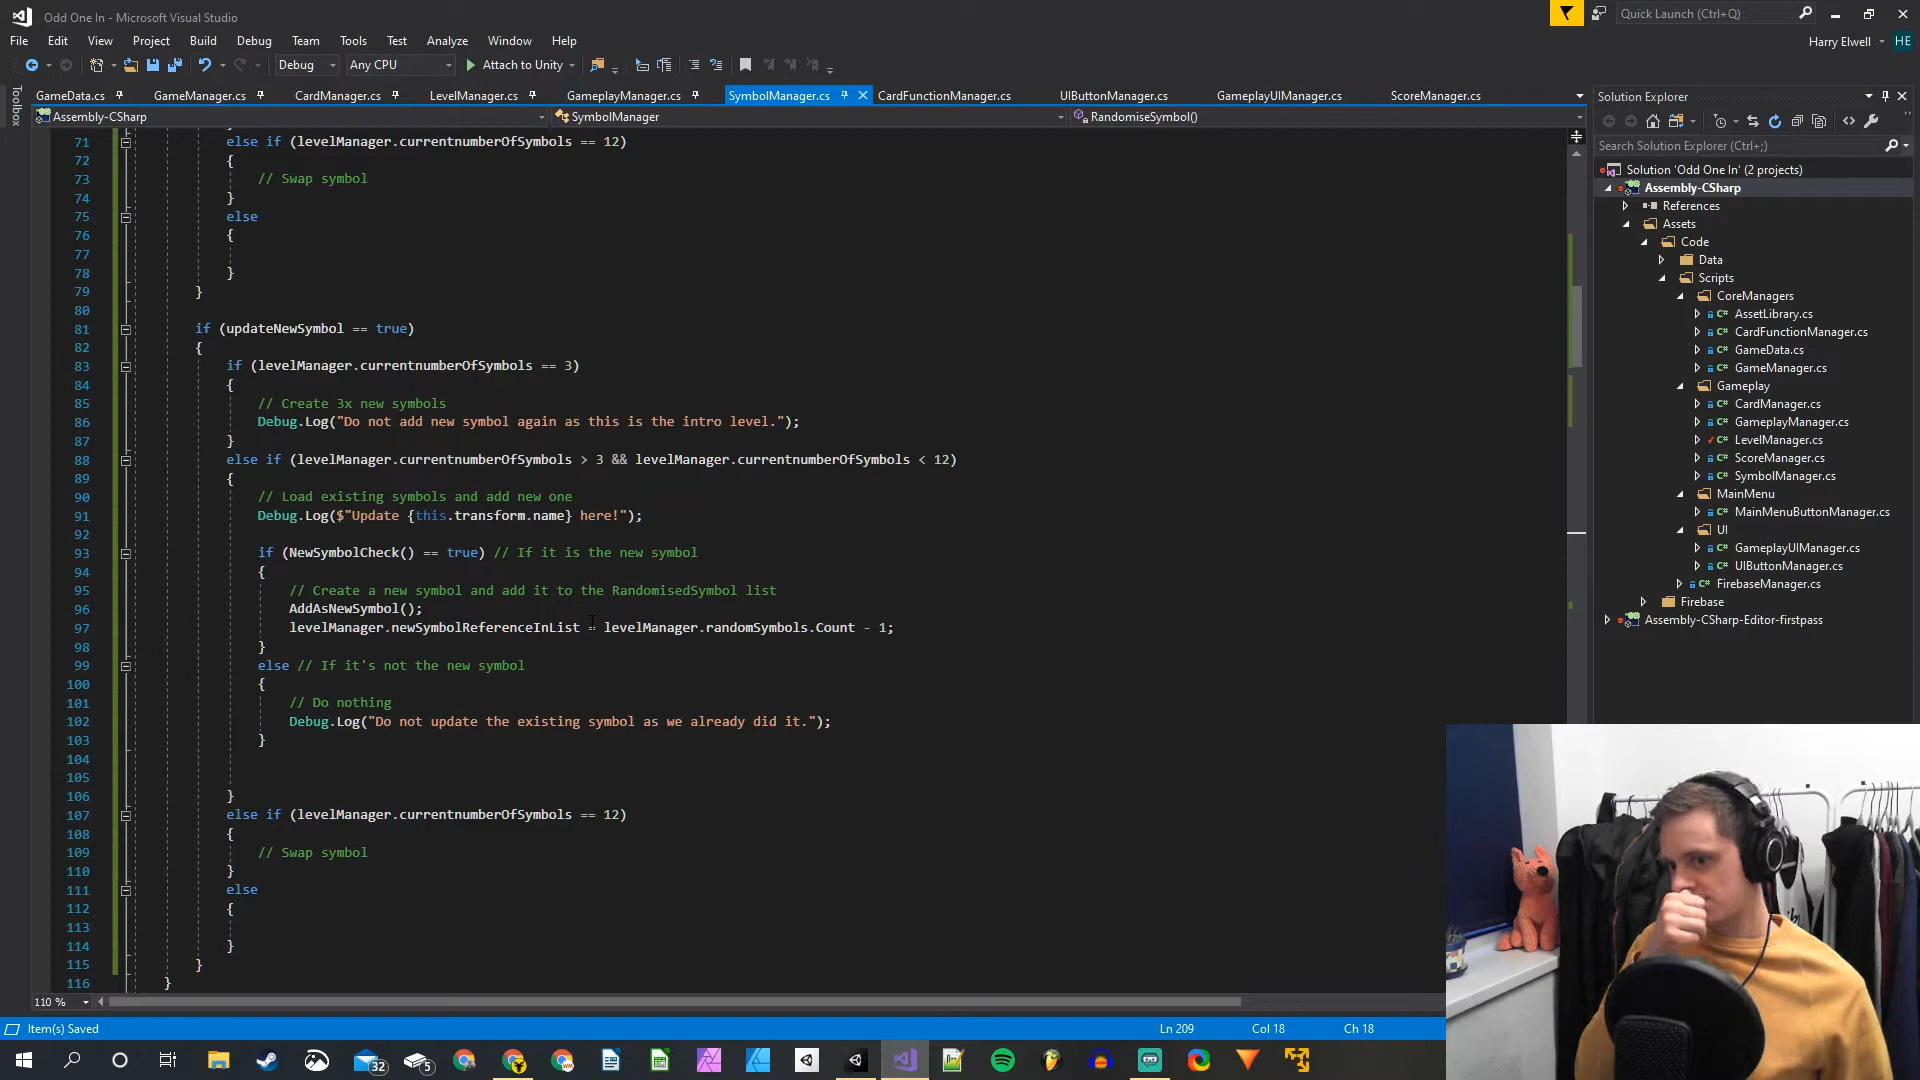 Odd One In - Microsoft Visual Studio
Quick Launch (Ctrl+Q)
File Edit View Project Build Debug Team Tools Test Analyze Window Help
Harry Elwell HE
Debug Any CPU Attach to Unity
Toolbox
GameData.cs GameManager.cs CardManager.cs LevelManager.cs GameplayManager.cs SymbolManager.cs CardFunctionManager.cs UIButtonManager.cs GameplayUIManager.cs ScoreManager.cs
Assembly-CSharp SymbolManager RandomiseSymbol()
71 else if (levelManager.currentnumberOfSymbols == 12)
72 {
73 // Swap symbol
74 }
75 else
76 {
77
78 }
79 }
80
81 if (updateNewSymbol == true)
82 {
83 if (levelManager.currentnumberOfSymbols == 3)
84 {
85 // Create 3x new symbols
86 Debug.Log("Do not add new symbol again as this is the intro level.");
87 }
88 else if (levelManager.currentnumberOfSymbols > 3 && levelManager.currentnumberOfSymbols < 12)
89 {
90 // Load existing symbols and add new one
91 Debug.Log($"Update {this.transform.name} here!");
92
93 if (NewSymbolCheck() == true) // If it is the new symbol
94 {
95 // Create a new symbol and add it to the RandomisedSymbol list
96 AddAsNewSymbol();
97 levelManager.newSymbolReferenceInList = levelManager.randomSymbols.Count - 1;
98 }
99 else // If it's not the new symbol
100 {
101 // Do nothing
102 Debug.Log("Do not update the existing symbol as we already did it.");
103 }
104
105
106 }
107 else if (levelManager.currentnumberOfSymbols == 12)
108 {
109 // Swap symbol
110 }
111 else
112 {
113
114 }
115 }
116 }
110 %
Item(s) Saved Ln 209 Col 18 Ch 18
Solution Explorer
Search Solution Explorer (Ctrl+;)
Solution 'Odd One In' (2 projects)
Assembly-CSharp
References
Assets
Code
Data
Scripts
CoreManagers
AssetLibrary.cs
CardFunctionManager.cs
GameData.cs
GameManager.cs
Gameplay
CardManager.cs
GameplayManager.cs
LevelManager.cs
ScoreManager.cs
SymbolManager.cs
MainMenu
MainMenuButtonManager.cs
UI
GameplayUIManager.cs
UIButtonManager.cs
FirebaseManager.cs
Firebase
Assembly-CSharp-Editor-firstpass
32 5